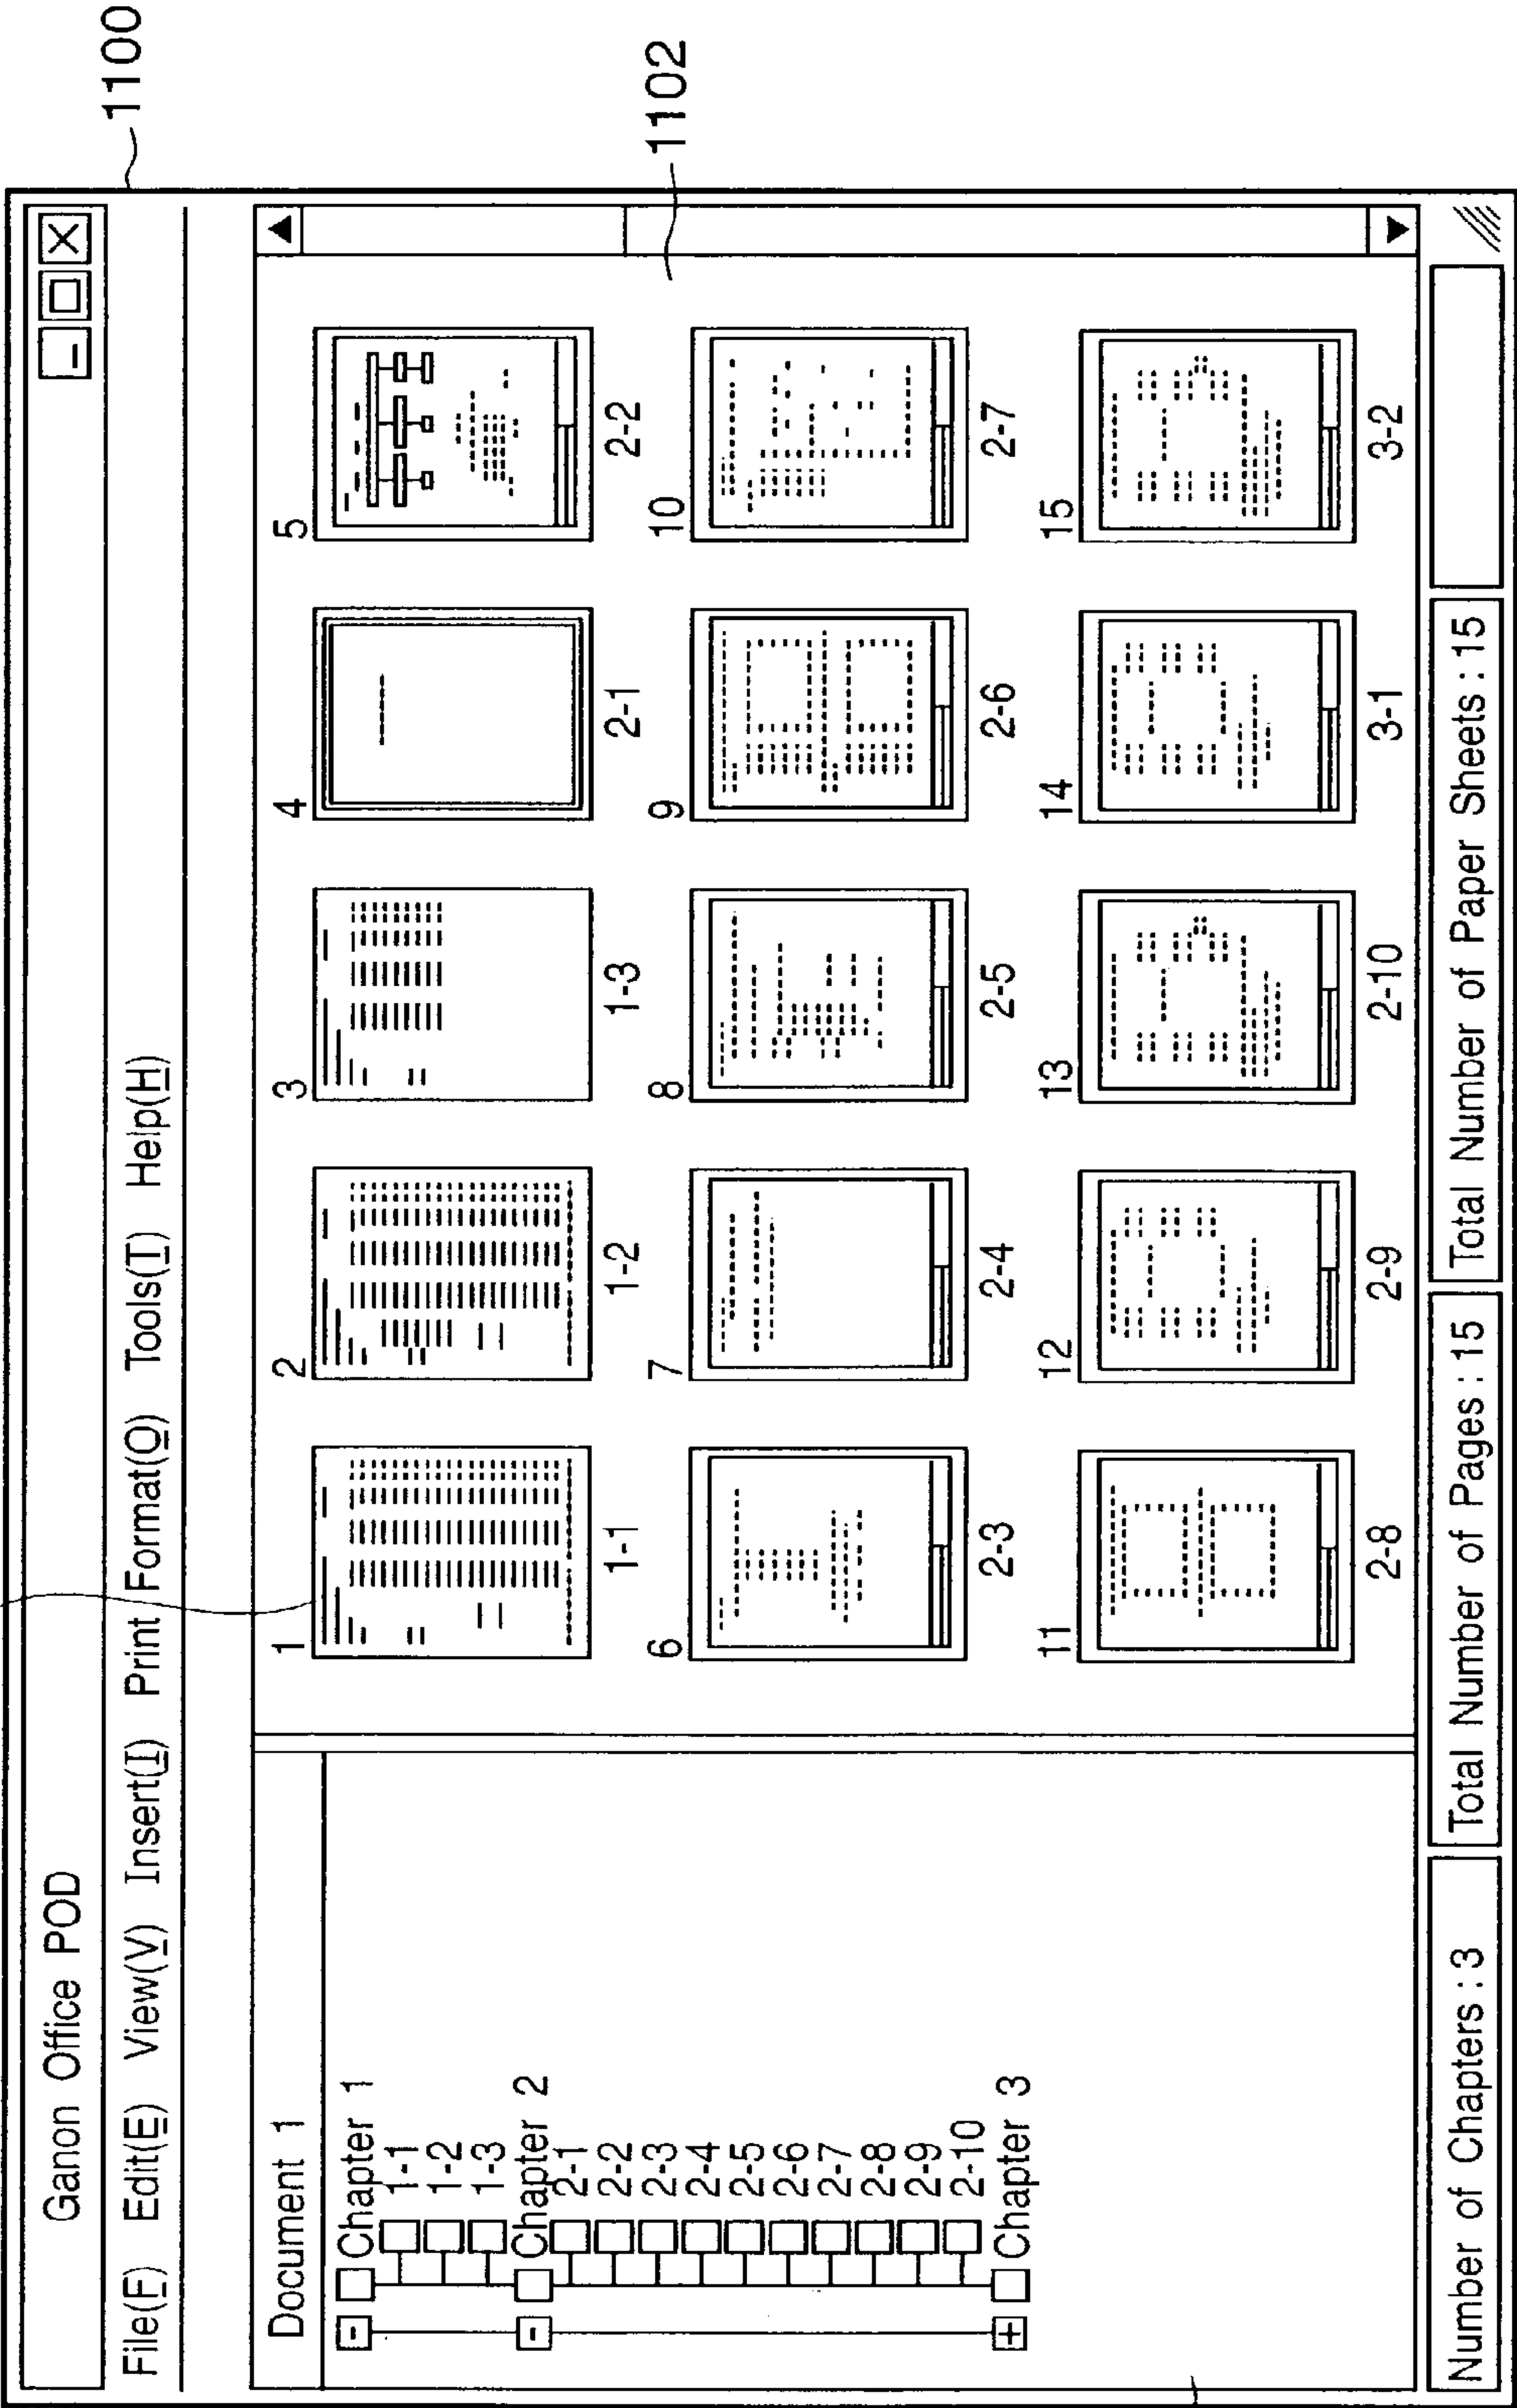 Ganon Office POD
File(F) Edit(E) View(V) Insert(I) Print Format(O) Tools(T) Help(H)
1100
1102
Document 1
Chapter 1
1-1
1-2
1-3
Chapter 2
2-1
2-2
2-3
2-4
2-5
2-6
2-7
2-8
2-9
2-10
Chapter 3
1 2 3 4 5
1-1 1-2 1-3 2-1 2-2
6 7 8 9 10
2-3 2-4 2-5 2-6 2-7
11 12 13 14 15
2-8 2-9 2-10 3-1 3-2
Number of Chapters : 3 Total Number of Pages : 15 Total Number of Paper Sheets : 15